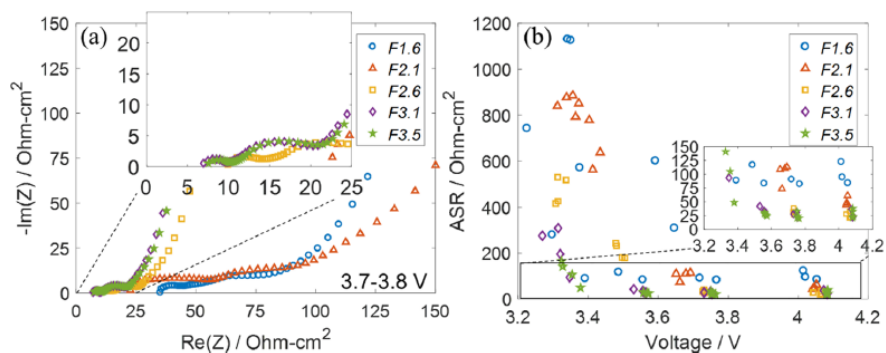 (a)
-Im(Z) / Ohm-cm²
150
125
100
75
50
25
0
20
15
10
5
0
0 5 10 15 20 25
F1.6
F2.1
F2.6
F3.1
F3.5
3.7-3.8 V
0 25 50 75 100 125 150
Re(Z) / Ohm-cm²
(b)
ASR / Ohm-cm²
1200
1000
800
600
400
200
0
F1.6
F2.1
F2.6
F3.1
F3.5
150
125
100
75
50
25
0
3.2 3.4 3.6 3.8 4 4.2
3.2 3.4 3.6 3.8 4 4.2
Voltage / V